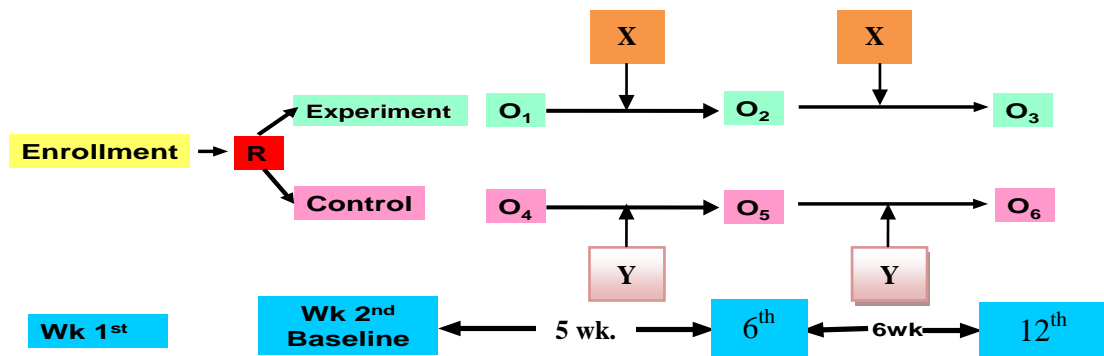 X X
Experiment O₁ O₂ O₃
Enrollment R
Control O₄ O₅ O₆
Y Y
Wk 1ˢᵗ Wk 2ⁿᵈ 5 wk. 6ᵗʰ 6wk 12ᵗʰ
Baseline